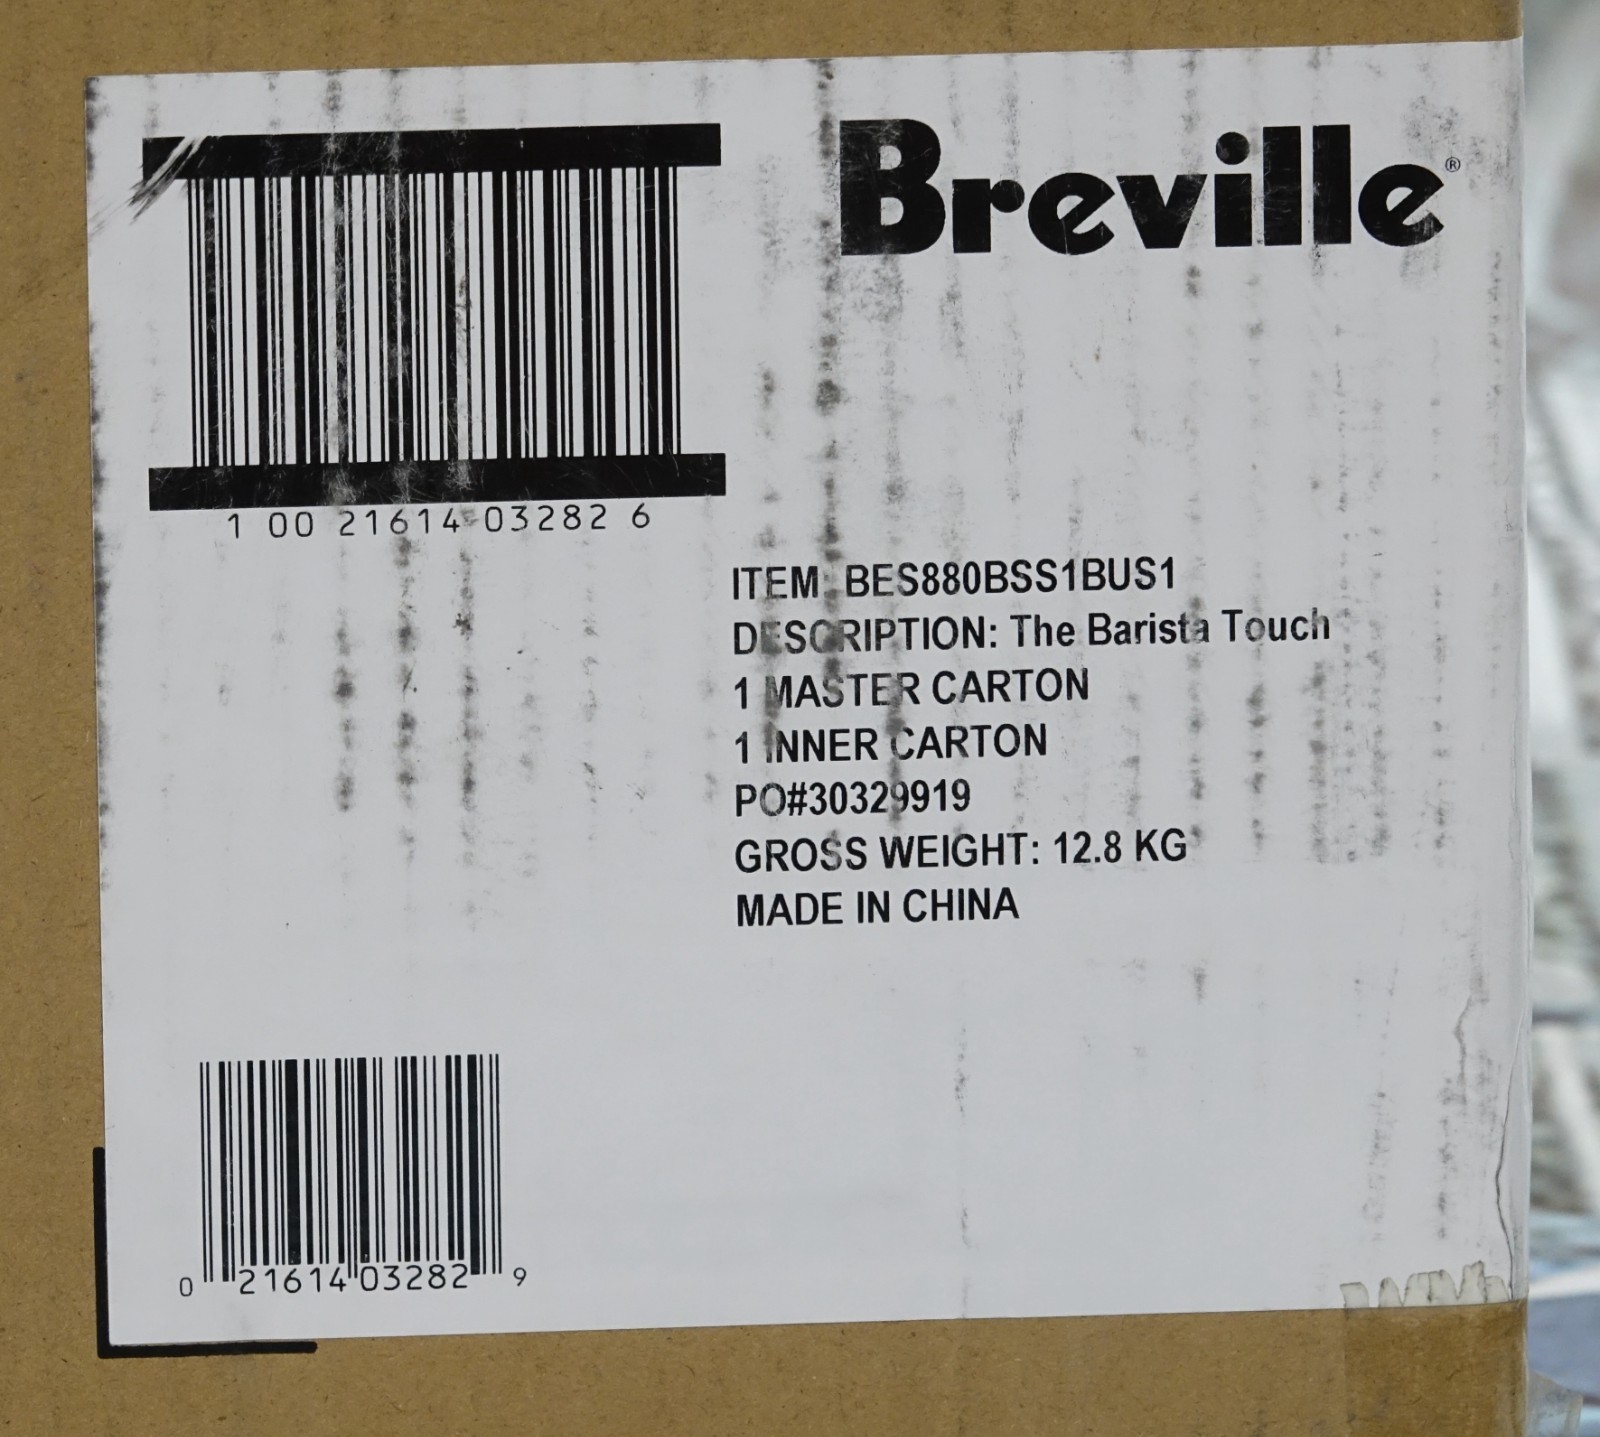 Breville®
1 00 21614 03282 6
ITEM: BES880BSS1BUS1
DESCRIPTION: The Barista Touch
1 MASTER CARTON
1 INNER CARTON
PO#30329919
GROSS WEIGHT: 12.8 KG
MADE IN CHINA
0 21614 03282 9